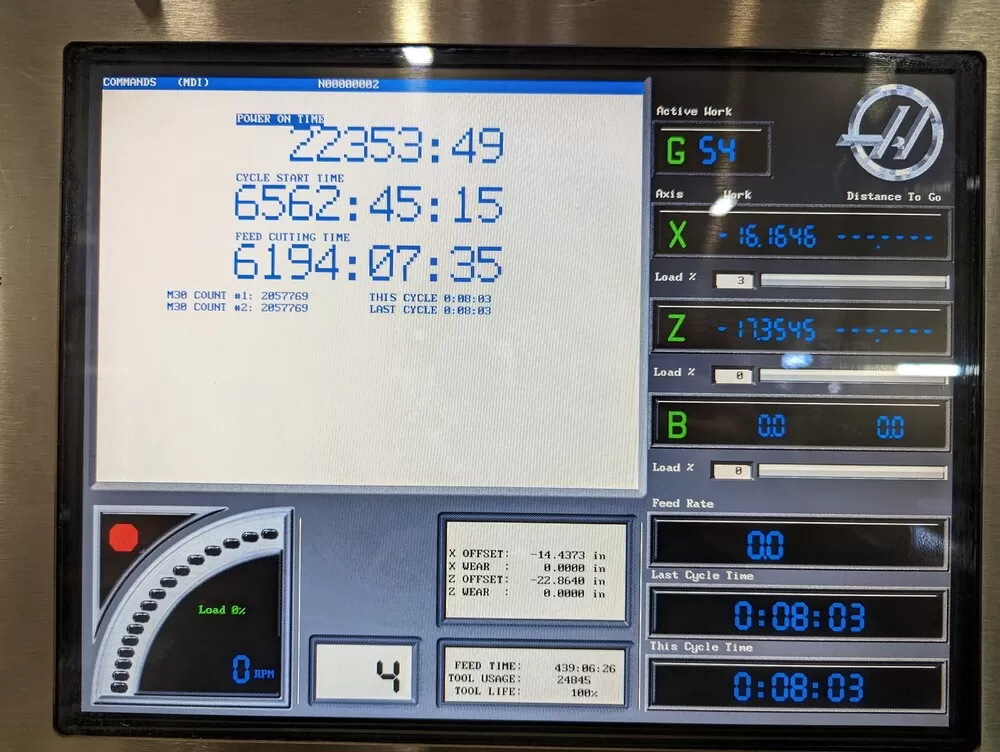 COMMANDS (MDI) N00000002
POWER ON TIME
22353:49
CYCLE START TIME
6562:45:15
FEED CUTTING TIME
6194:07:35
M30 COUNT #1: 2057769 THIS CYCLE 0:08:03
M30 COUNT #2: 2057769 LAST CYCLE 0:08:03
Active Work
G 54
Axis Work Distance To Go
X -16.1646 ---.-------
Load % 3
Z -17.3545 ---.-------
Load % 0
B 0.0 0.0
Load % 0
Feed Rate
0.0
Last Cycle Time
0:08:03
This Cycle Time
0:08:03
Load 0%
0 RPM
4
X OFFSET: -14.4373 in
X WEAR : 0.0000 in
Z OFFSET: -22.8640 in
Z WEAR : 0.0000 in
FEED TIME: 439:06:26
TOOL USAGE: 24845
TOOL LIFE: 100%